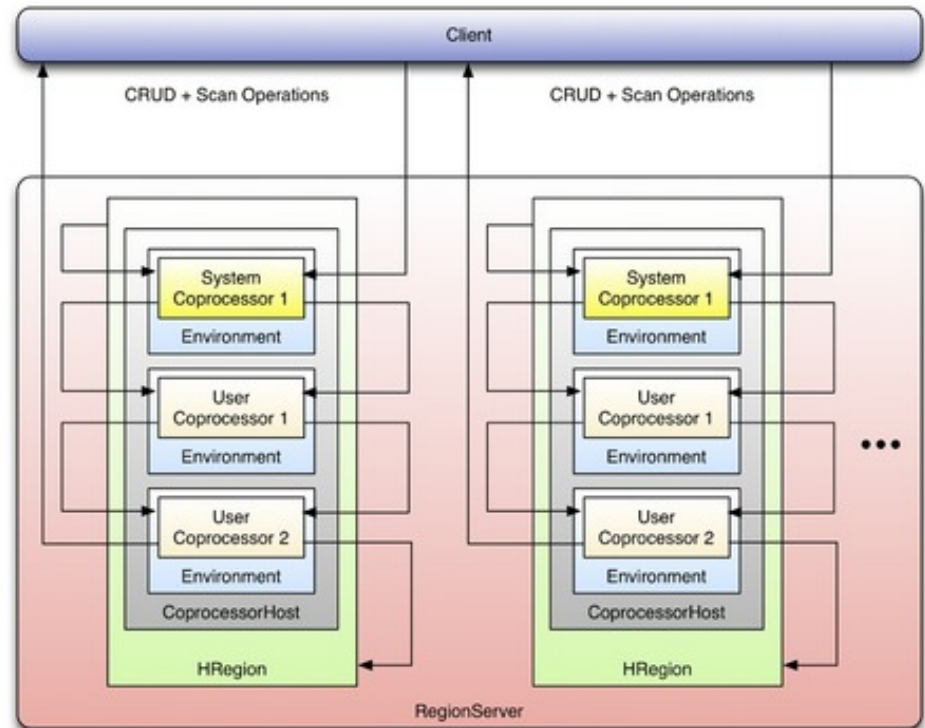 Client
CRUD + Scan Operations
CRUD + Scan Operations
System
Coprocessor 1
Environment
User
Coprocessor 1
Environment
User
Coprocessor 2
Environment
CoprocessorHost
HRegion
System
Coprocessor 1
Environment
User
Coprocessor 1
Environment
User
Coprocessor 2
Environment
CoprocessorHost
HRegion
RegionServer